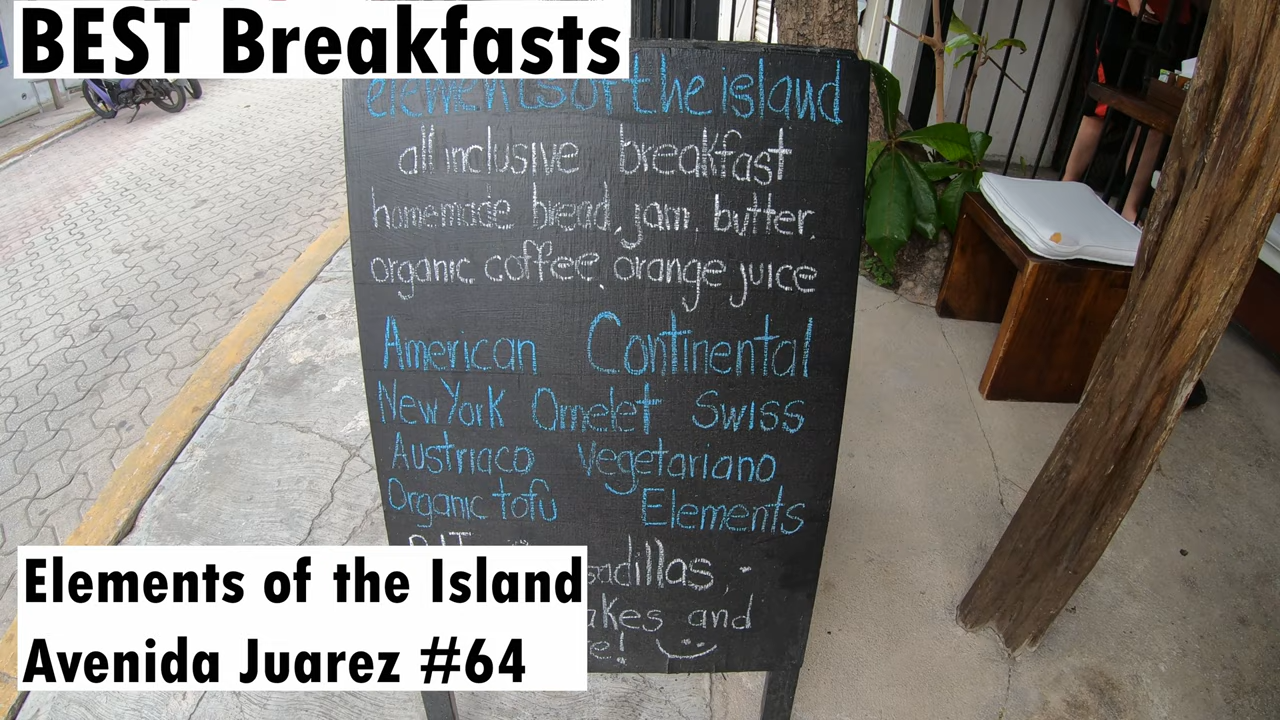 BEST Breakfasts
elements of the island
all inclusive breakfast
homemade bread, jam, butter,
organic coffee, orange juice
American Continental
New York Omelet Swiss
Austriaco Vegetariano
Organic tofu Elements
and
Elements of the Island
Avenida Juarez #64